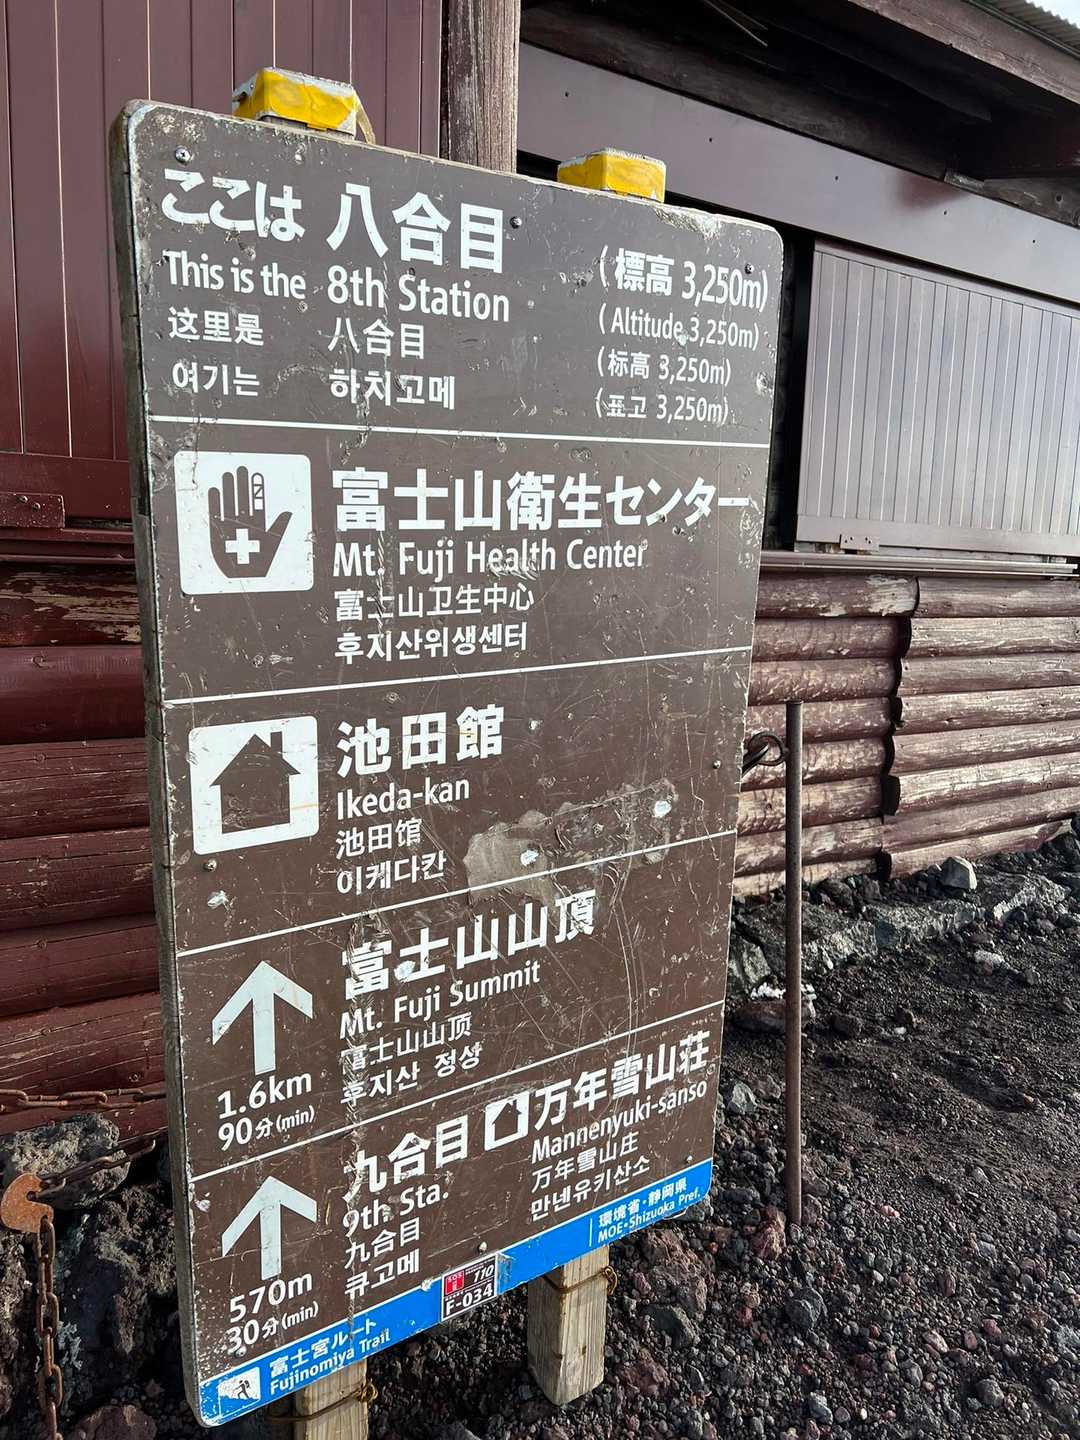 ここは 八合目 (標高 3,250m)
This is the 8th Station (Altitude 3,250m)
这里是 八合目 (标高 3,250m)
여기는 하치고메 (표고 3,250m)
富士山衛生センター
Mt. Fuji Health Center
富士山卫生中心
후지산위생센터
池田館
Ikeda-kan
池田馆
이케다칸
富士山山頂
Mt. Fuji Summit
富士山山顶
후지산 정상
1.6km
90分(min)
九合目
9th Sta.
九合目
큐고메
万年雪山荘
Mannenyuki-sanso
万年雪山庄
만넨유키산소
570m
30分(min)
富士宮ルート
Fujinomiya Trail
SOS
110
F-034
環境省・静岡県
MOE・Shizuoka Pref.